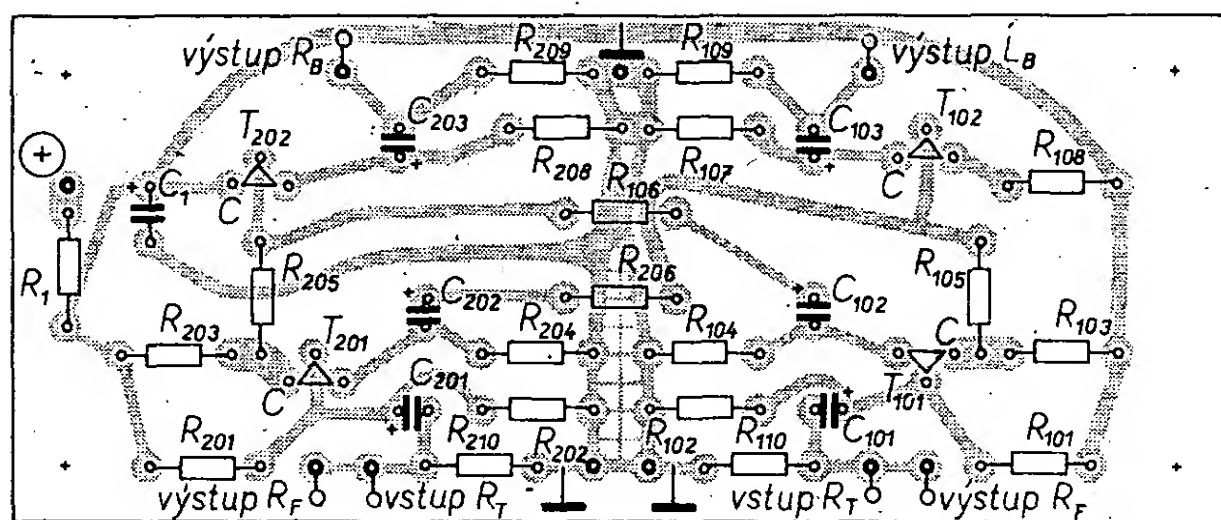 výstup R_B
R_209
R_109
výstup L_B
T_202
C_203
C_103
T_102
+
C_1
C
R_208
R_106
R_107
C
R_108
R_1
R_205
R_206
R_105
R_203
T_201
C_202
R_204
R_104
C_102
C
R_103
C
C_201
T_101
R_201
R_210
R_202
R_102
R_110
C_101
R_101
výstup R_F
vstup R_T
vstup R_T
výstup R_F